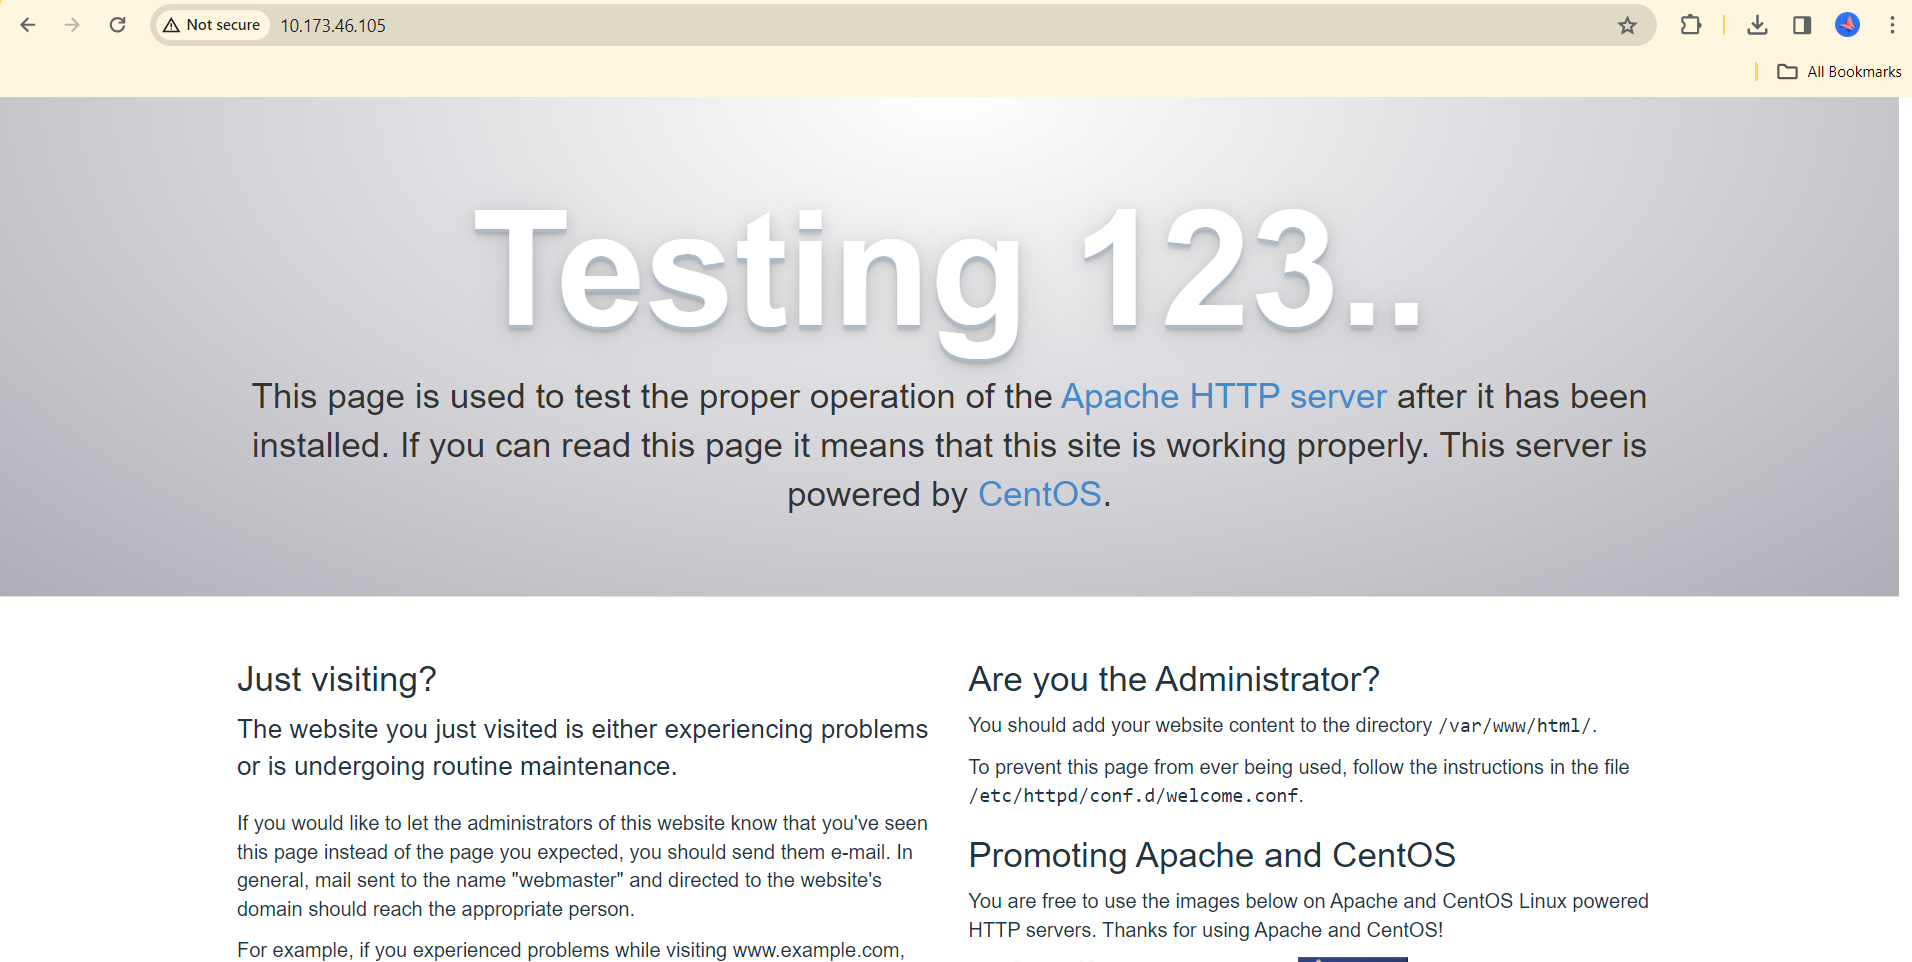 Not secure 10.173.46.105
All Bookmarks
Testing 123..
This page is used to test the proper operation of the Apache HTTP server after it has been
installed. If you can read this page it means that this site is working properly. This server is
powered by CentOS.
Just visiting?
The website you just visited is either experiencing problems
or is undergoing routine maintenance.
If you would like to let the administrators of this website know that you've seen
this page instead of the page you expected, you should send them e-mail. In
general, mail sent to the name "webmaster" and directed to the website's
domain should reach the appropriate person.
For example, if you experienced problems while visiting www.example.com,
Are you the Administrator?
You should add your website content to the directory /var/www/html/.
To prevent this page from ever being used, follow the instructions in the file
/etc/httpd/conf.d/welcome.conf.
Promoting Apache and CentOS
You are free to use the images below on Apache and CentOS Linux powered
HTTP servers. Thanks for using Apache and CentOS!